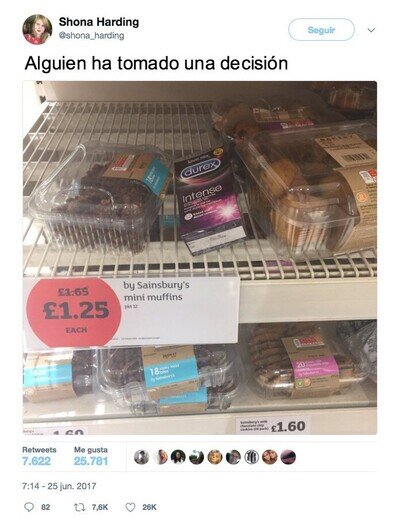 Shona Harding
@shona_harding
Seguir
Alguien ha tomado una decisión
durex
Intense
£1.65
£1.25
EACH
by Sainsbury's
mini muffins
18
20
£1.60
Retweets
7.622
Me gusta
25.781
7:14 - 25 jun. 2017
82
7,6K
26K